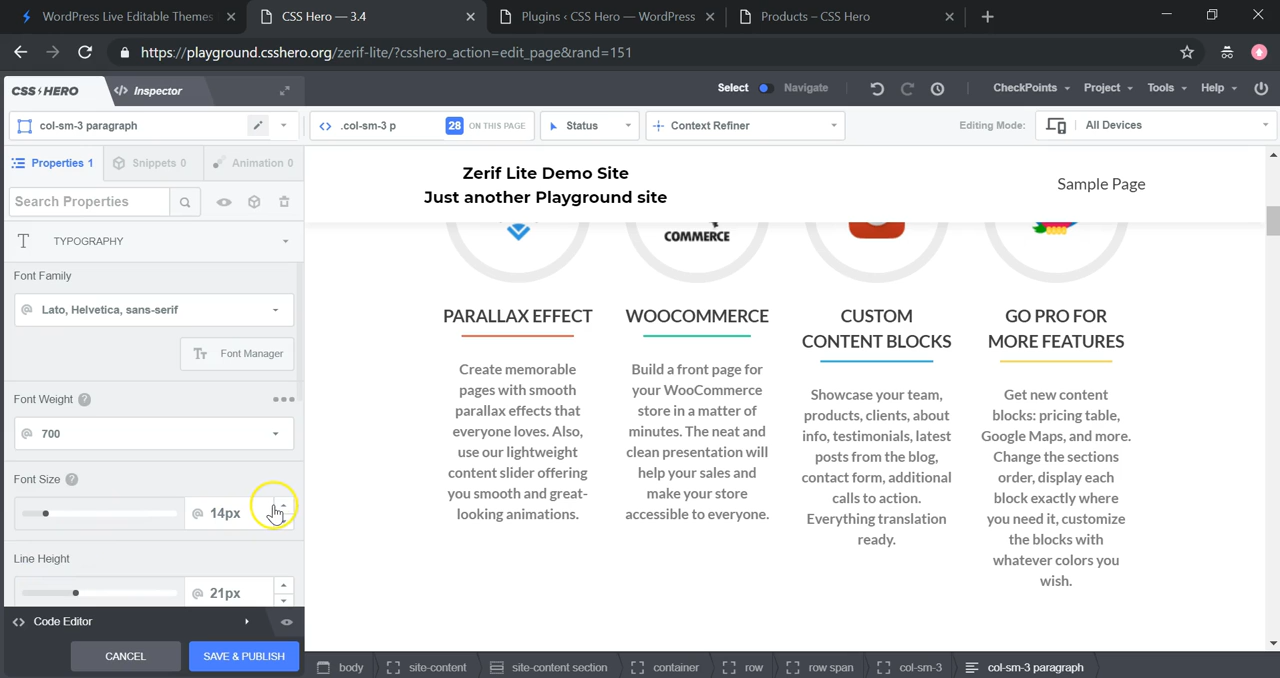 WordPress Live Editable Themes
CSS Hero — 3.4
Plugins ‹ CSS Hero — WordPress
Products – CSS Hero
https://playground.csshero.org/zerif-lite/?csshero_action=edit_page&rand=151
CSS HERO
</> Inspector
Select
Navigate
CheckPoints
Project
Tools
Help
col-sm-3 paragraph
.col-sm-3 p
28 ON THIS PAGE
Status
Context Refiner
Editing Mode:
All Devices
Properties 1
Snippets 0
Animation 0
Search Properties
TYPOGRAPHY
Font Family
@ Lato, Helvetica, sans-serif
Font Manager
Font Weight ?
@ 700
Font Size ?
@ 14px
Line Height
@ 21px
<> Code Editor
CANCEL
SAVE & PUBLISH
Zerif Lite Demo Site
Just another Playground site
Sample Page
COMMERCE
PARALLAX EFFECT
Create memorable
pages with smooth
parallax effects that
everyone loves. Also,
use our lightweight
content slider offering
you smooth and great-
looking animations.
WOOCOMMERCE
Build a front page for
your WooCommerce
store in a matter of
minutes. The neat and
clean presentation will
help your sales and
make your store
accessible to everyone.
CUSTOM
CONTENT BLOCKS
Showcase your team,
products, clients, about
info, testimonials, latest
posts from the blog,
contact form, additional
calls to action.
Everything translation
ready.
GO PRO FOR
MORE FEATURES
Get new content
blocks: pricing table,
Google Maps, and more.
Change the sections
order, display each
block exactly where
you need it, customize
the blocks with
whatever colors you
wish.
body
site-content
site-content section
container
row
row span
col-sm-3
col-sm-3 paragraph